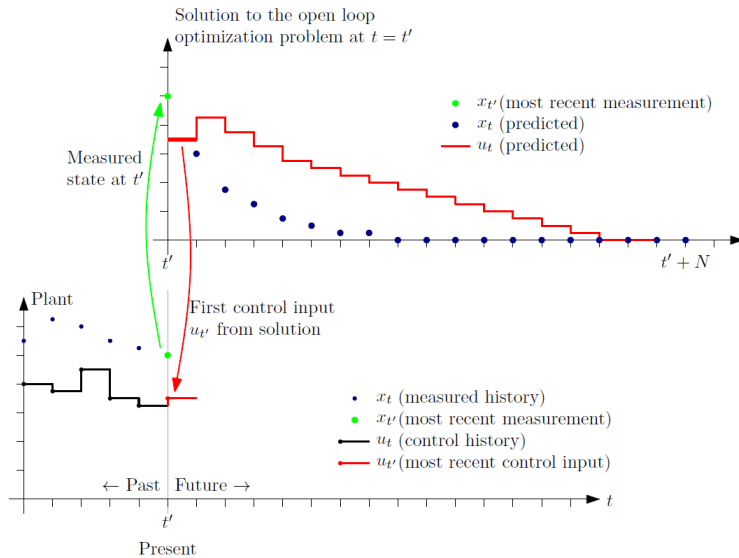 Solution to the open loop
optimization problem at t = t′
x_{t′}(most recent measurement)
x_t (predicted)
u_t (predicted)
Measured
state at t′
t′
t′ + N
Plant
First control input
u_{t′} from solution
x_t (measured history)
x_{t′}(most recent measurement)
u_t (control history)
u_{t′}(most recent control input)
← Past Future →
t
t′
Present